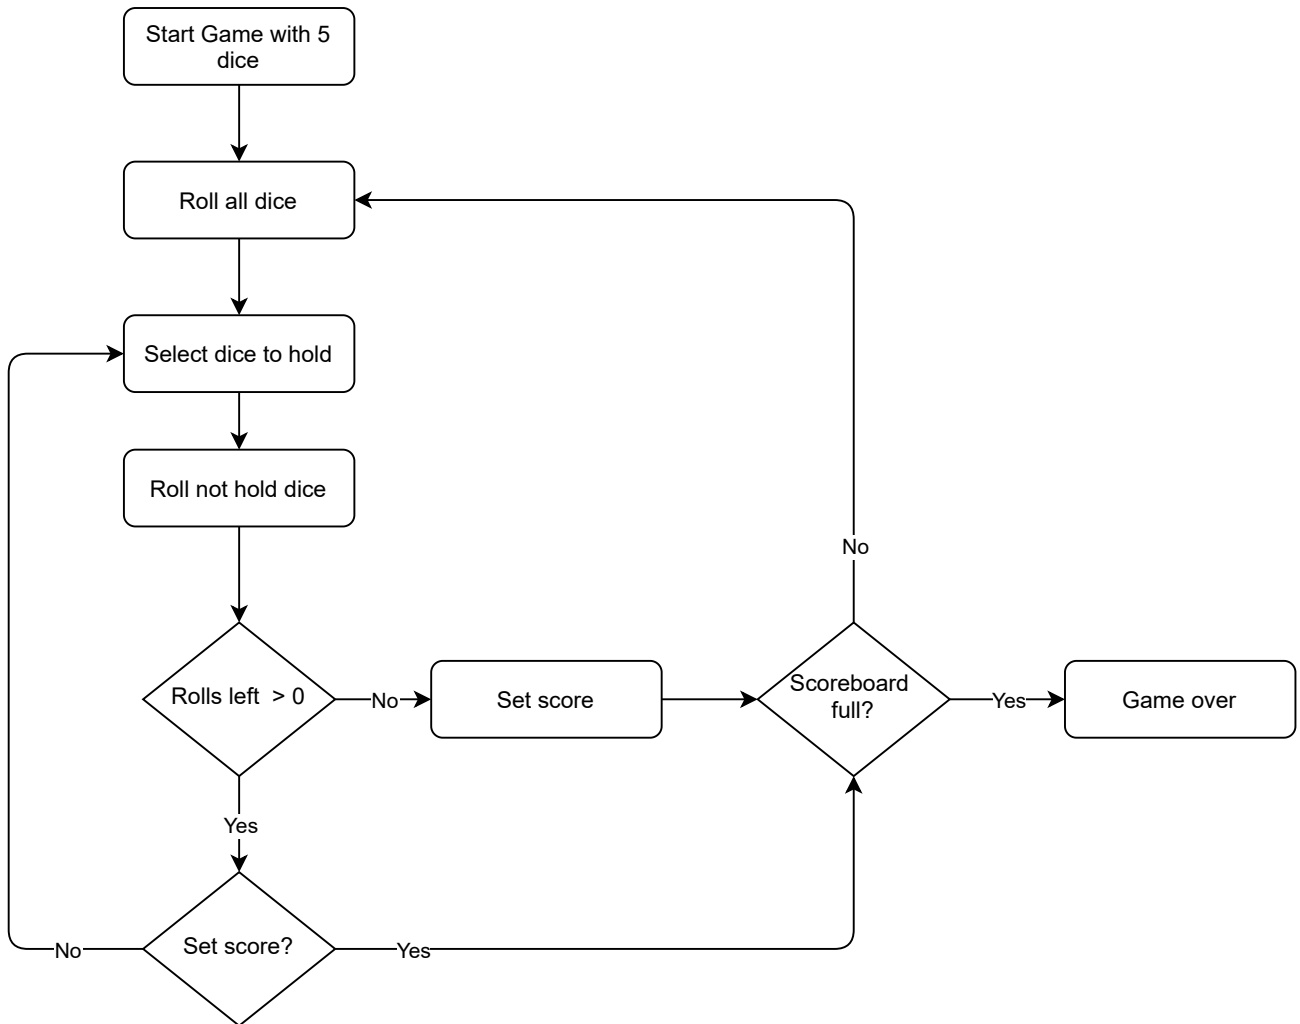 Start Game with 5
dice
Roll all dice
Select dice to hold
Roll not hold dice
No
Rolls left  > 0
No
Set score
Scoreboard
full?
Yes
Game over
Yes
Set score?
No
Yes